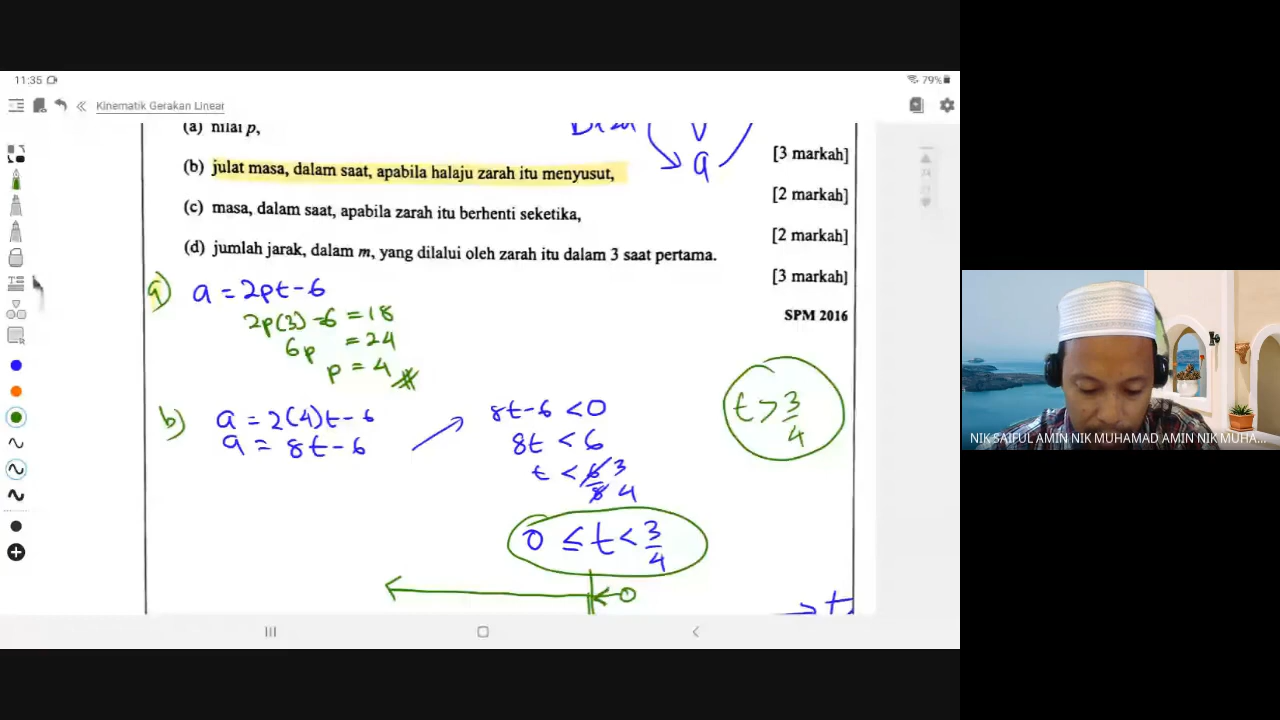 11:35
79%
Kinematik Gerakan Linear
(a) nilai p,
[3 markah]
v
a
(b) julat masa, dalam saat, apabila halaju zarah itu menyusut,
[2 markah]
(c) masa, dalam saat, apabila zarah itu berhenti seketika,
[2 markah]
(d) jumlah jarak, dalam m, yang dilalui oleh zarah itu dalam 3 saat pertama.
[3 markah]
SPM 2016
a) a = 2pt - 6
2p(3) - 6 = 18
6p = 24
p = 4
b) a = 2(4)t - 6
a = 8t - 6
8t - 6 < 0
8t < 6
t < 6/8 3/4
0 ≤ t < 3/4
t > 3/4
0
t
NIK SAIFUL AMIN NIK MUHAMAD AMIN NIK MUHA...